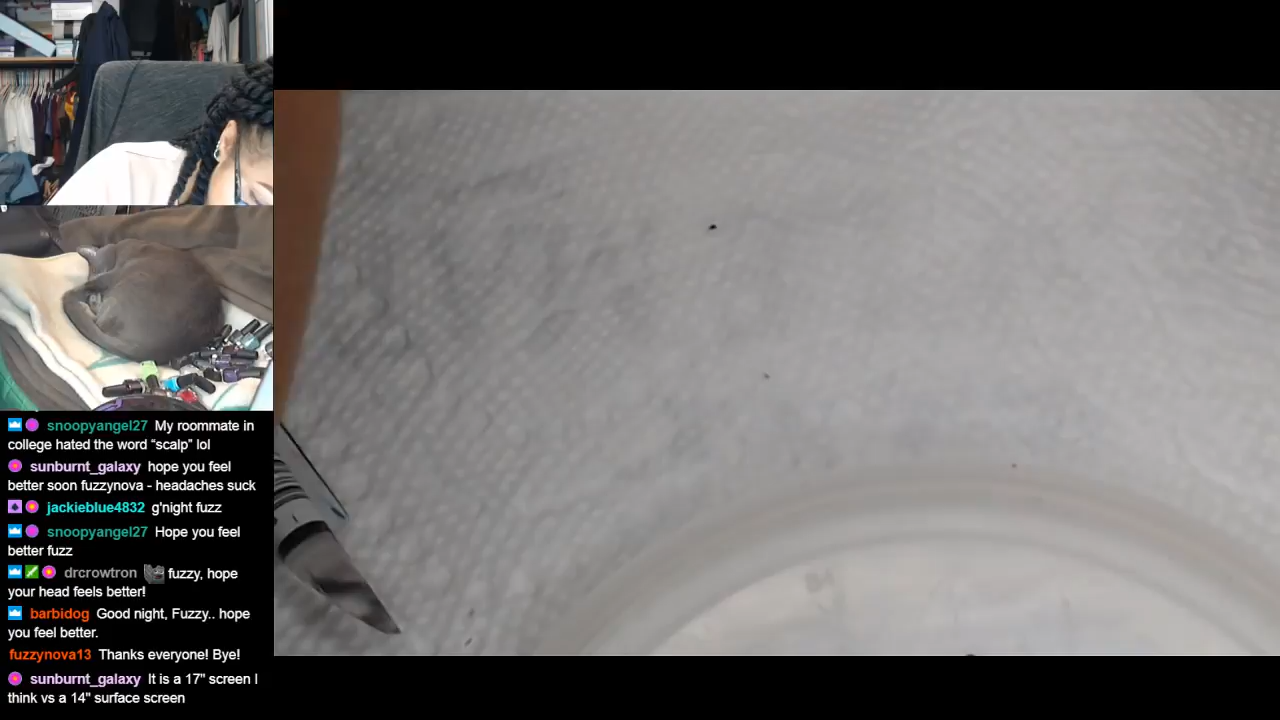 snoopyangel27 My roommate in
college hated the word “scalp” lol
sunburnt_galaxy hope you feel
better soon fuzzynova - headaches suck
jackieblue4832 g'night fuzz
snoopyangel27 Hope you feel
better fuzz
drcrowtron fuzzy, hope
your head feels better!
barbidog Good night, Fuzzy.. hope
you feel better.
fuzzynova13 Thanks everyone! Bye!
sunburnt_galaxy It is a 17" screen I
think vs a 14" surface screen